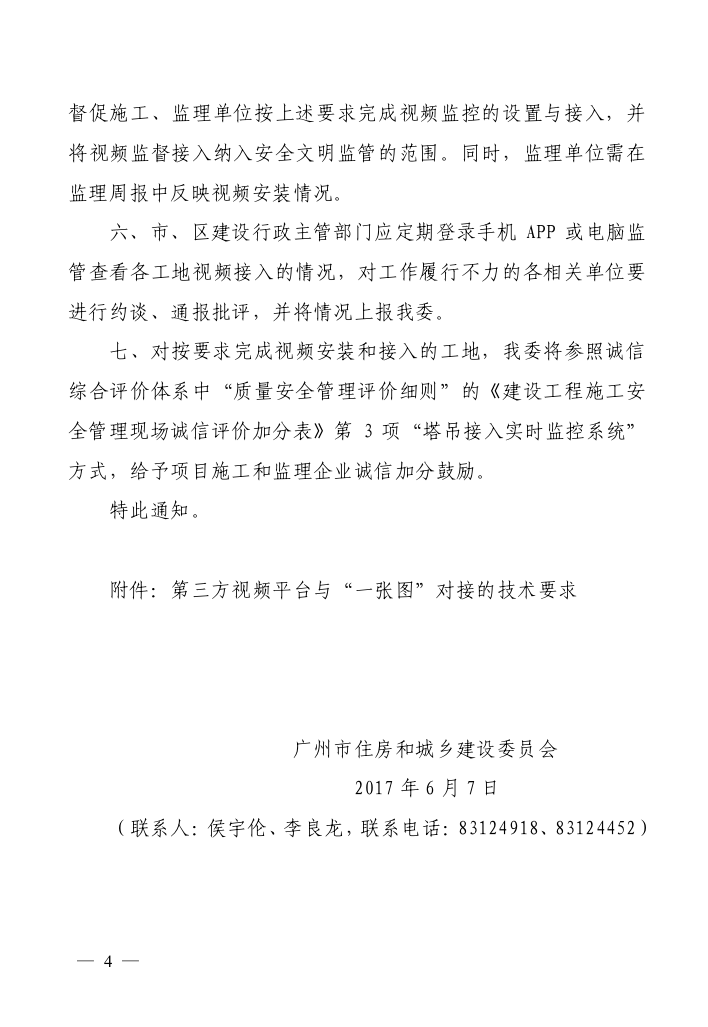 督促施工、监理单位按上述要求完成视频监控的设置与接入，并
将视频监督接入纳入安全文明监管的范围。同时，监理单位需在
监理周报中反映视频安装情况。
六、市、区建设行政主管部门应定期登录手机 APP 或电脑监
管查看各工地视频接入的情况，对工作履行不力的各相关单位要
进行约谈、通报批评，并将情况上报我委。
七、对按要求完成视频安装和接入的工地，我委将参照诚信
综合评价体系中“质量安全管理评价细则”的《建设工程施工安
全管理现场诚信评价加分表》第 3 项“塔吊接入实时监控系统”
方式，给予项目施工和监理企业诚信加分鼓励。
特此通知。
附件：第三方视频平台与“一张图”对接的技术要求
广州市住房和城乡建设委员会
2017 年 6 月 7 日
（联系人：侯宇伦、李良龙，联系电话：83124918、83124452）
— 4 —